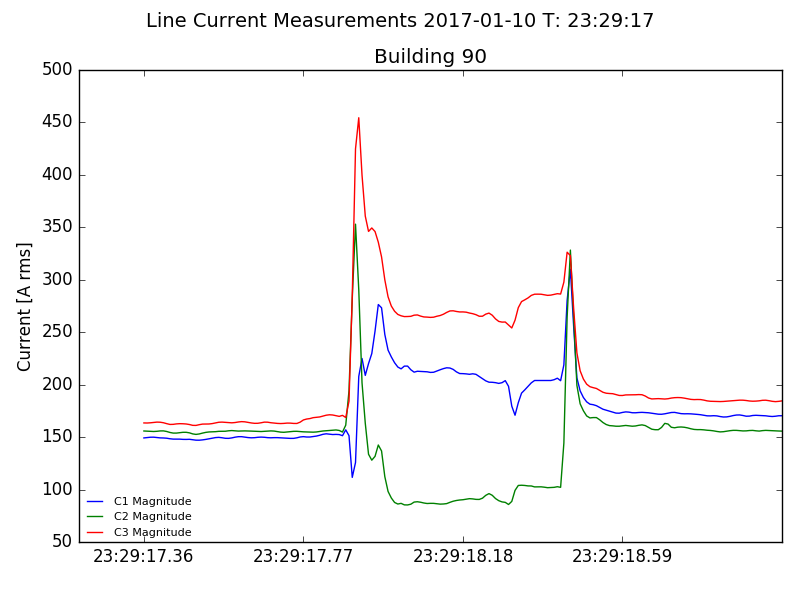 Line Current Measurements 2017-01-10 T: 23:29:17
Building 90
500
450
400
350
300
250
200
150
100
50
Current [A rms]
C1 Magnitude
C2 Magnitude
C3 Magnitude
23:29:17.36 23:29:17.77 23:29:18.18 23:29:18.59